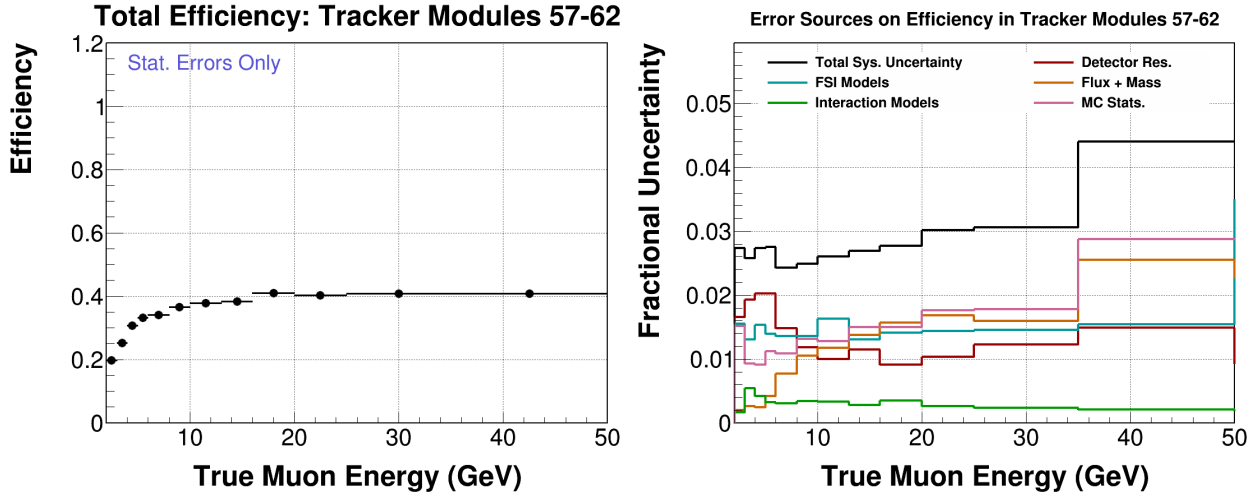 Total Efficiency: Tracker Modules 57-62
Efficiency
Stat. Errors Only
1.2
1
0.8
0.6
0.4
0.2
0
10
20
30
40
50
True Muon Energy (GeV)
Error Sources on Efficiency in Tracker Modules 57-62
Fractional Uncertainty
Total Sys. Uncertainty
FSI Models
Interaction Models
Detector Res.
Flux + Mass
MC Stats.
0.05
0.04
0.03
0.02
0.01
0
10
20
30
40
50
True Muon Energy (GeV)